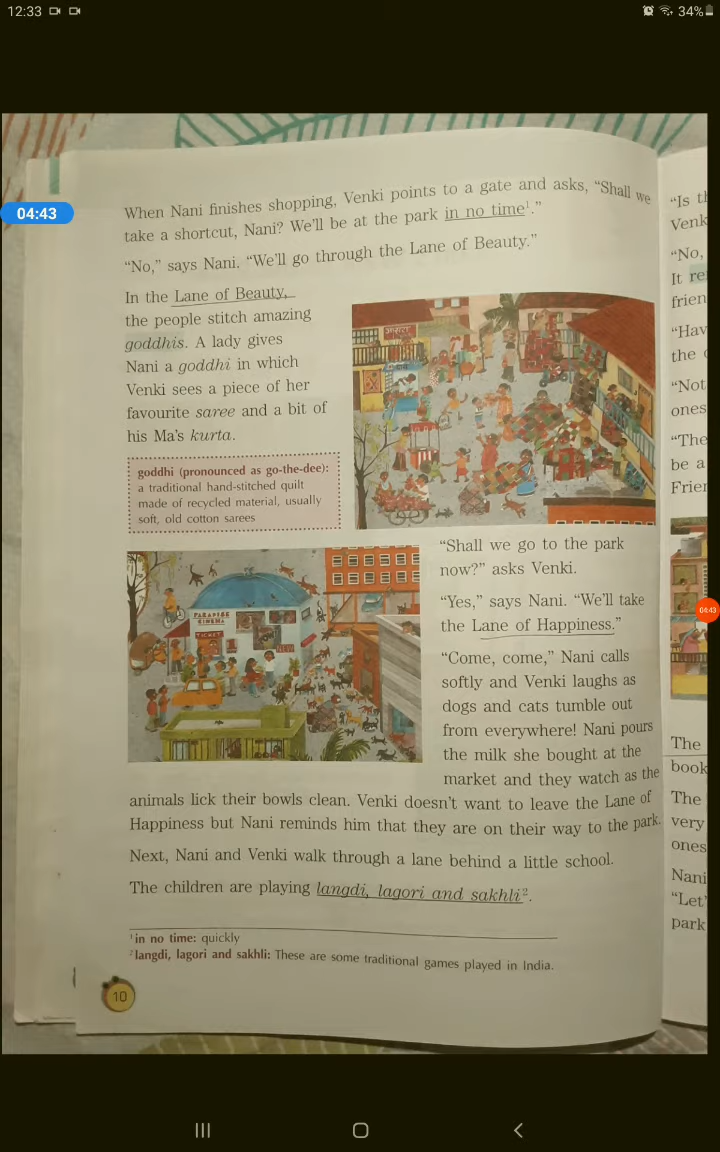 12:33
34%
04:43
When Nani finishes shopping, Venki points to a gate and asks, "Shall we
take a shortcut, Nani? We'll be at the park in no time¹."
"No," says Nani. "We'll go through the Lane of Beauty."
In the Lane of Beauty,
the people stitch amazing
goddhis. A lady gives
Nani a goddhi in which
Venki sees a piece of her
favourite saree and a bit of
his Ma's kurta.
goddhi (pronounced as go-the-dee):
a traditional hand-stitched quilt
made of recycled material, usually
soft, old cotton sarees
PARADISE
CINEMA
TICKET
"Shall we go to the park
now?" asks Venki.
"Yes," says Nani. "We'll take
the Lane of Happiness."
"Come, come," Nani calls
softly and Venki laughs as
dogs and cats tumble out
from everywhere! Nani pours
the milk she bought at the
market and they watch as the
animals lick their bowls clean. Venki doesn't want to leave the Lane of
Happiness but Nani reminds him that they are on their way to the park.
Next, Nani and Venki walk through a lane behind a little school.
The children are playing langdi, lagori and sakhli².
¹in no time: quickly
²langdi, lagori and sakhli: These are some traditional games played in India.
10
"Is
Venk
"No,
It re
frien
"Hav
the
"Not
ones
"The
be a
Frier
04:43
The
book
The
very
ones
Nani
"Let'
park